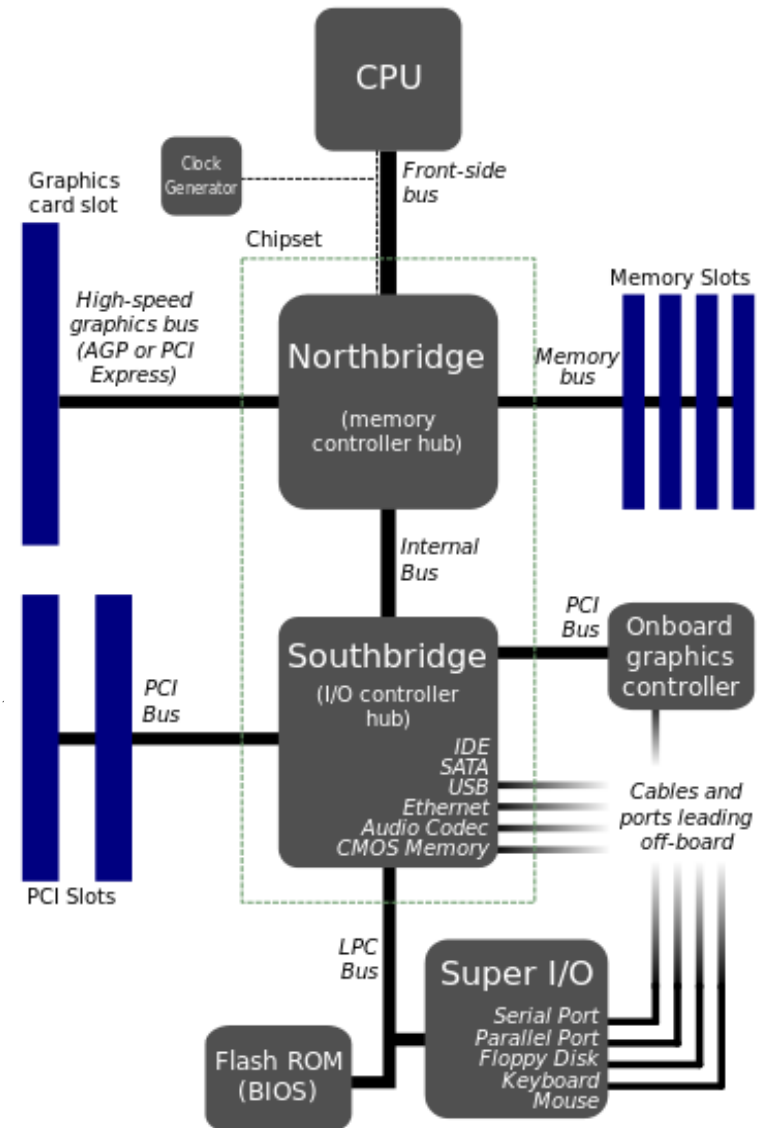 CPU
Clock
Generator
Front-side
bus
Graphics
card slot
Chipset
High-speed
graphics bus
(AGP or PCI
Express)
Northbridge
(memory
controller hub)
Memory Slots
Memory
bus
Internal
Bus
PCI
Bus
Onboard
graphics
controller
Southbridge
(I/O controller
hub)
PCI
Bus
IDE
SATA
USB
Ethernet
Audio Codec
CMOS Memory
Cables and
ports leading
off-board
PCI Slots
LPC
Bus
Super I/O
Serial Port
Parallel Port
Floppy Disk
Keyboard
Mouse
Flash ROM
(BIOS)